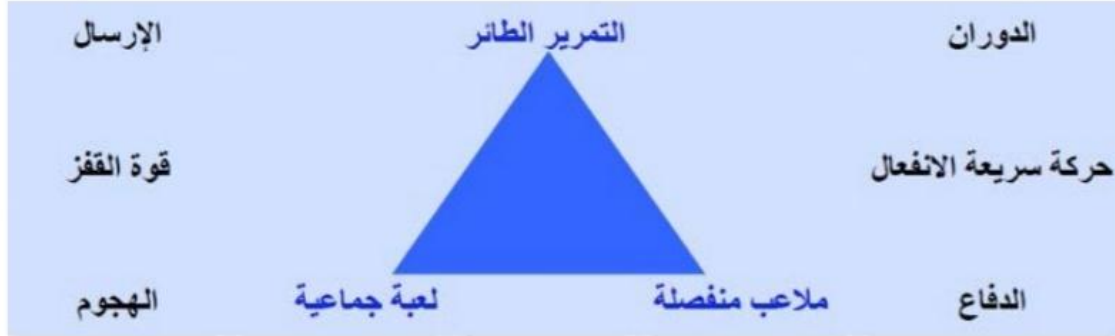 الدوران التمرير الطائر الإرسال
حركة سريعة الانفعال قوة القفز
الدفاع ملاعب منفصلة لعبة جماعية الهجوم